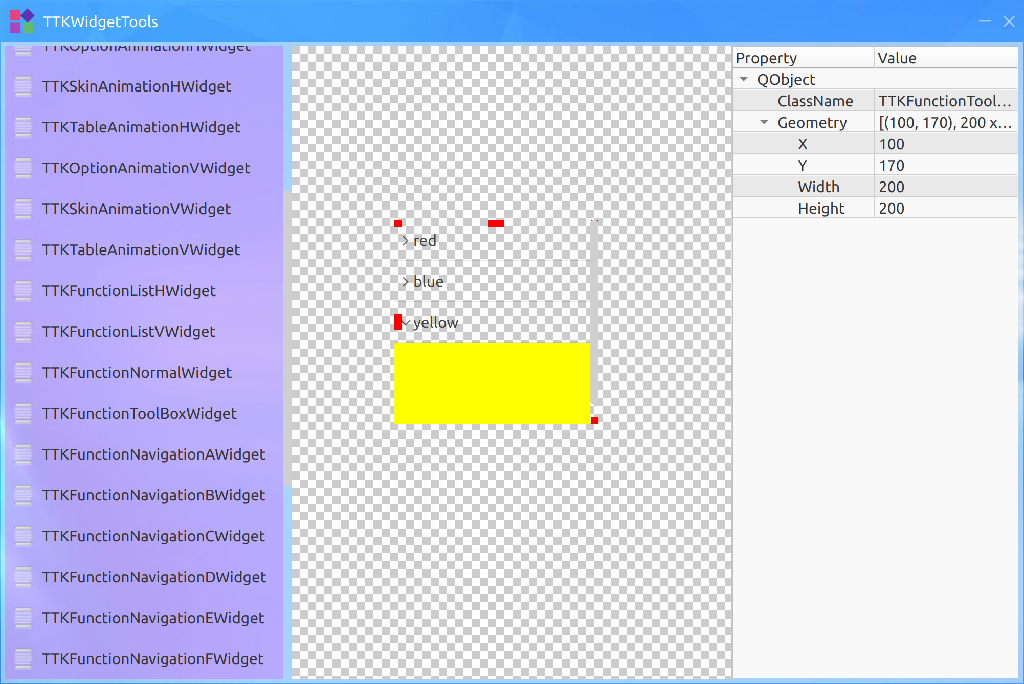 TTKWidgetTools
TTKOptionAnimationHWidget
TTKSkinAnimationHWidget
TTKTableAnimationHWidget
TTKOptionAnimationVWidget
TTKSkinAnimationVWidget
TTKTableAnimationVWidget
TTKFunctionListHWidget
TTKFunctionListVWidget
TTKFunctionNormalWidget
TTKFunctionToolBoxWidget
TTKFunctionNavigationAWidget
TTKFunctionNavigationBWidget
TTKFunctionNavigationCWidget
TTKFunctionNavigationDWidget
TTKFunctionNavigationEWidget
TTKFunctionNavigationFWidget
red
blue
yellow
Property Value
QObject
ClassName TTKFunctionTool...
Geometry [(100, 170), 200 x...
X 100
Y 170
Width 200
Height 200